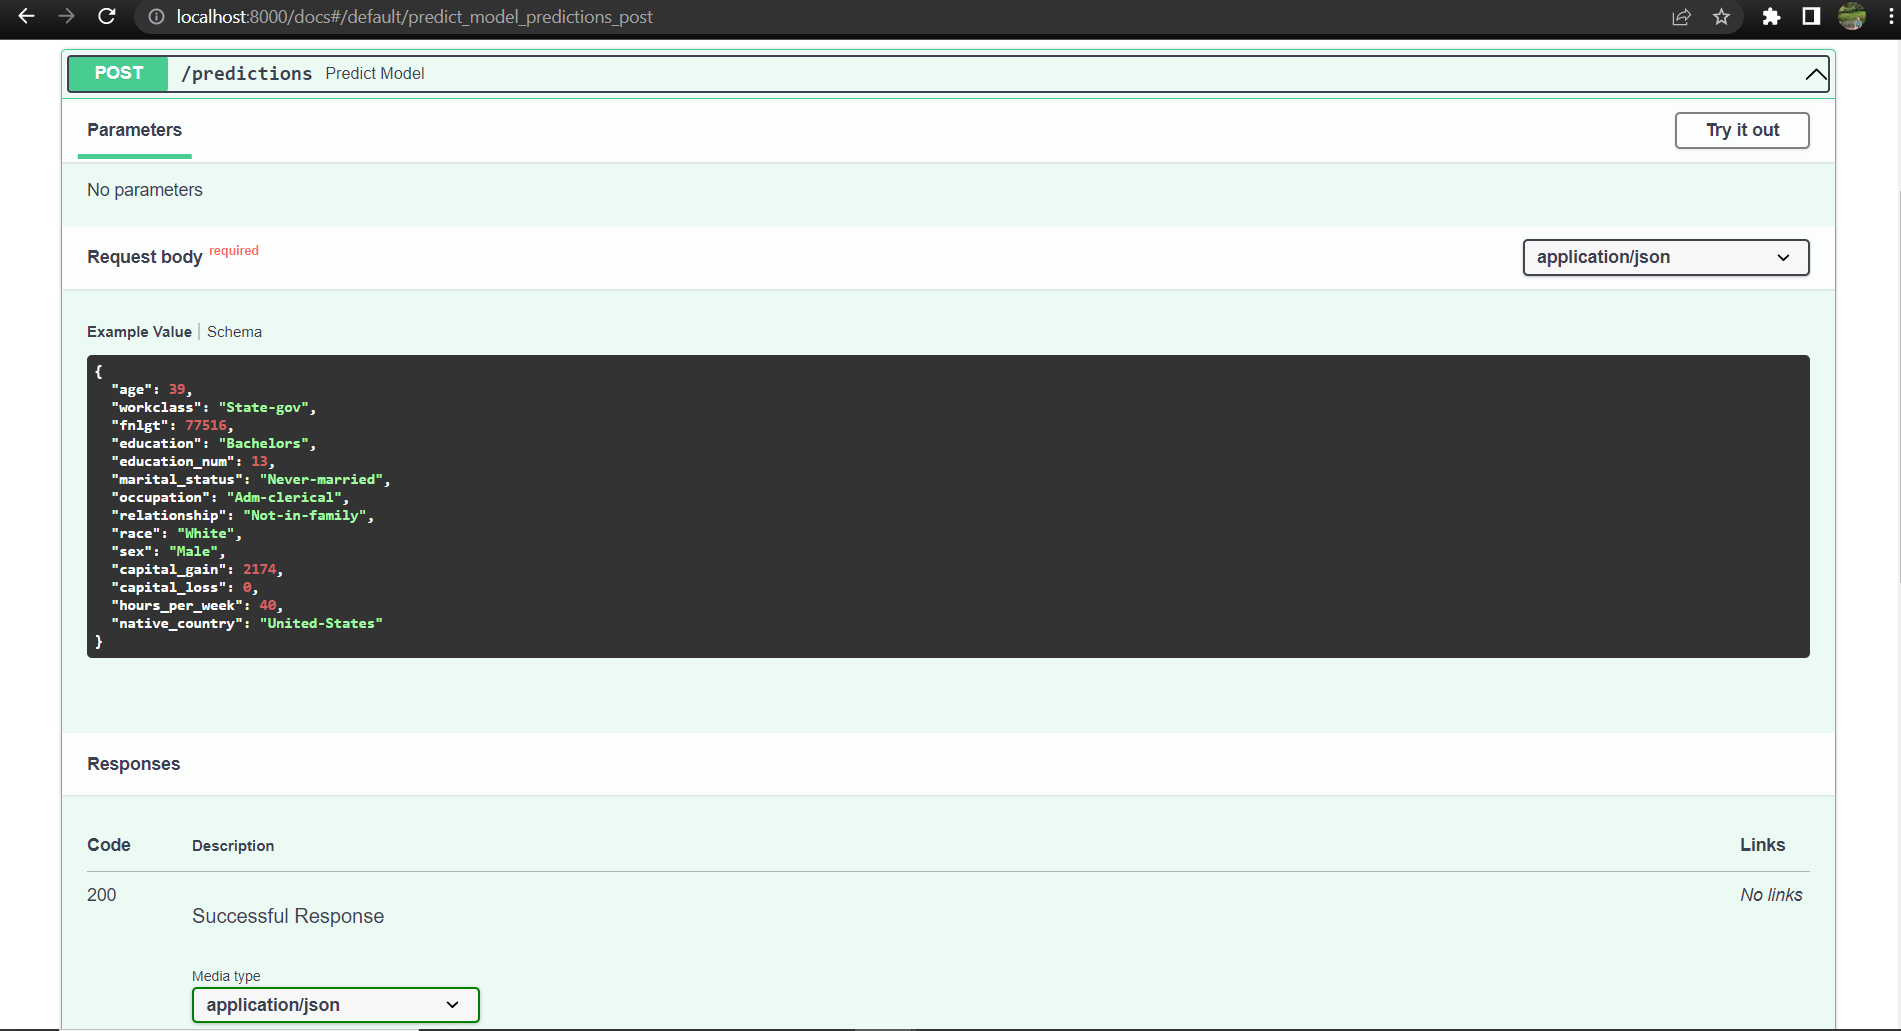 localhost:8000/docs#/default/predict_model_predictions_post
POST /predictions Predict Model
Parameters
Try it out
No parameters
Request body required
application/json
Example Value | Schema
{
  "age": 39,
  "workclass": "State-gov",
  "fnlgt": 77516,
  "education": "Bachelors",
  "education_num": 13,
  "marital_status": "Never-married",
  "occupation": "Adm-clerical",
  "relationship": "Not-in-family",
  "race": "White",
  "sex": "Male",
  "capital_gain": 2174,
  "capital_loss": 0,
  "hours_per_week": 40,
  "native_country": "United-States"
}
Responses
Code Description Links
200 No links
Successful Response
Media type
application/json